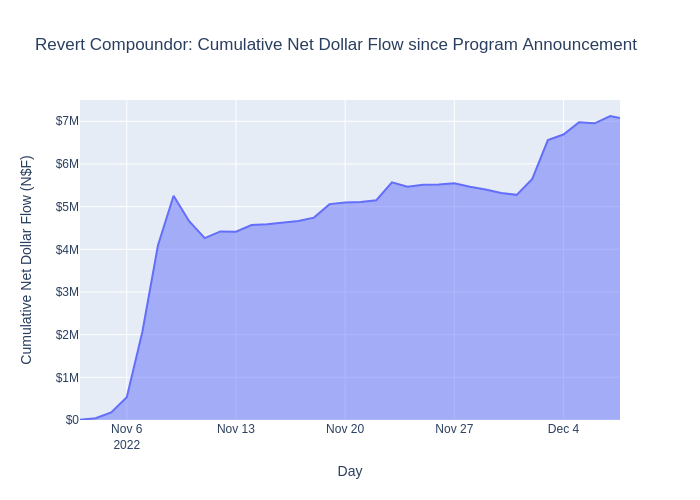 Revert Compoundor: Cumulative Net Dollar Flow since Program Announcement
Cumulative Net Dollar Flow (N$F)
$7M
$6M
$5M
$4M
$3M
$2M
$1M
$0
Nov 6
2022
Nov 13
Nov 20
Nov 27
Dec 4
Day